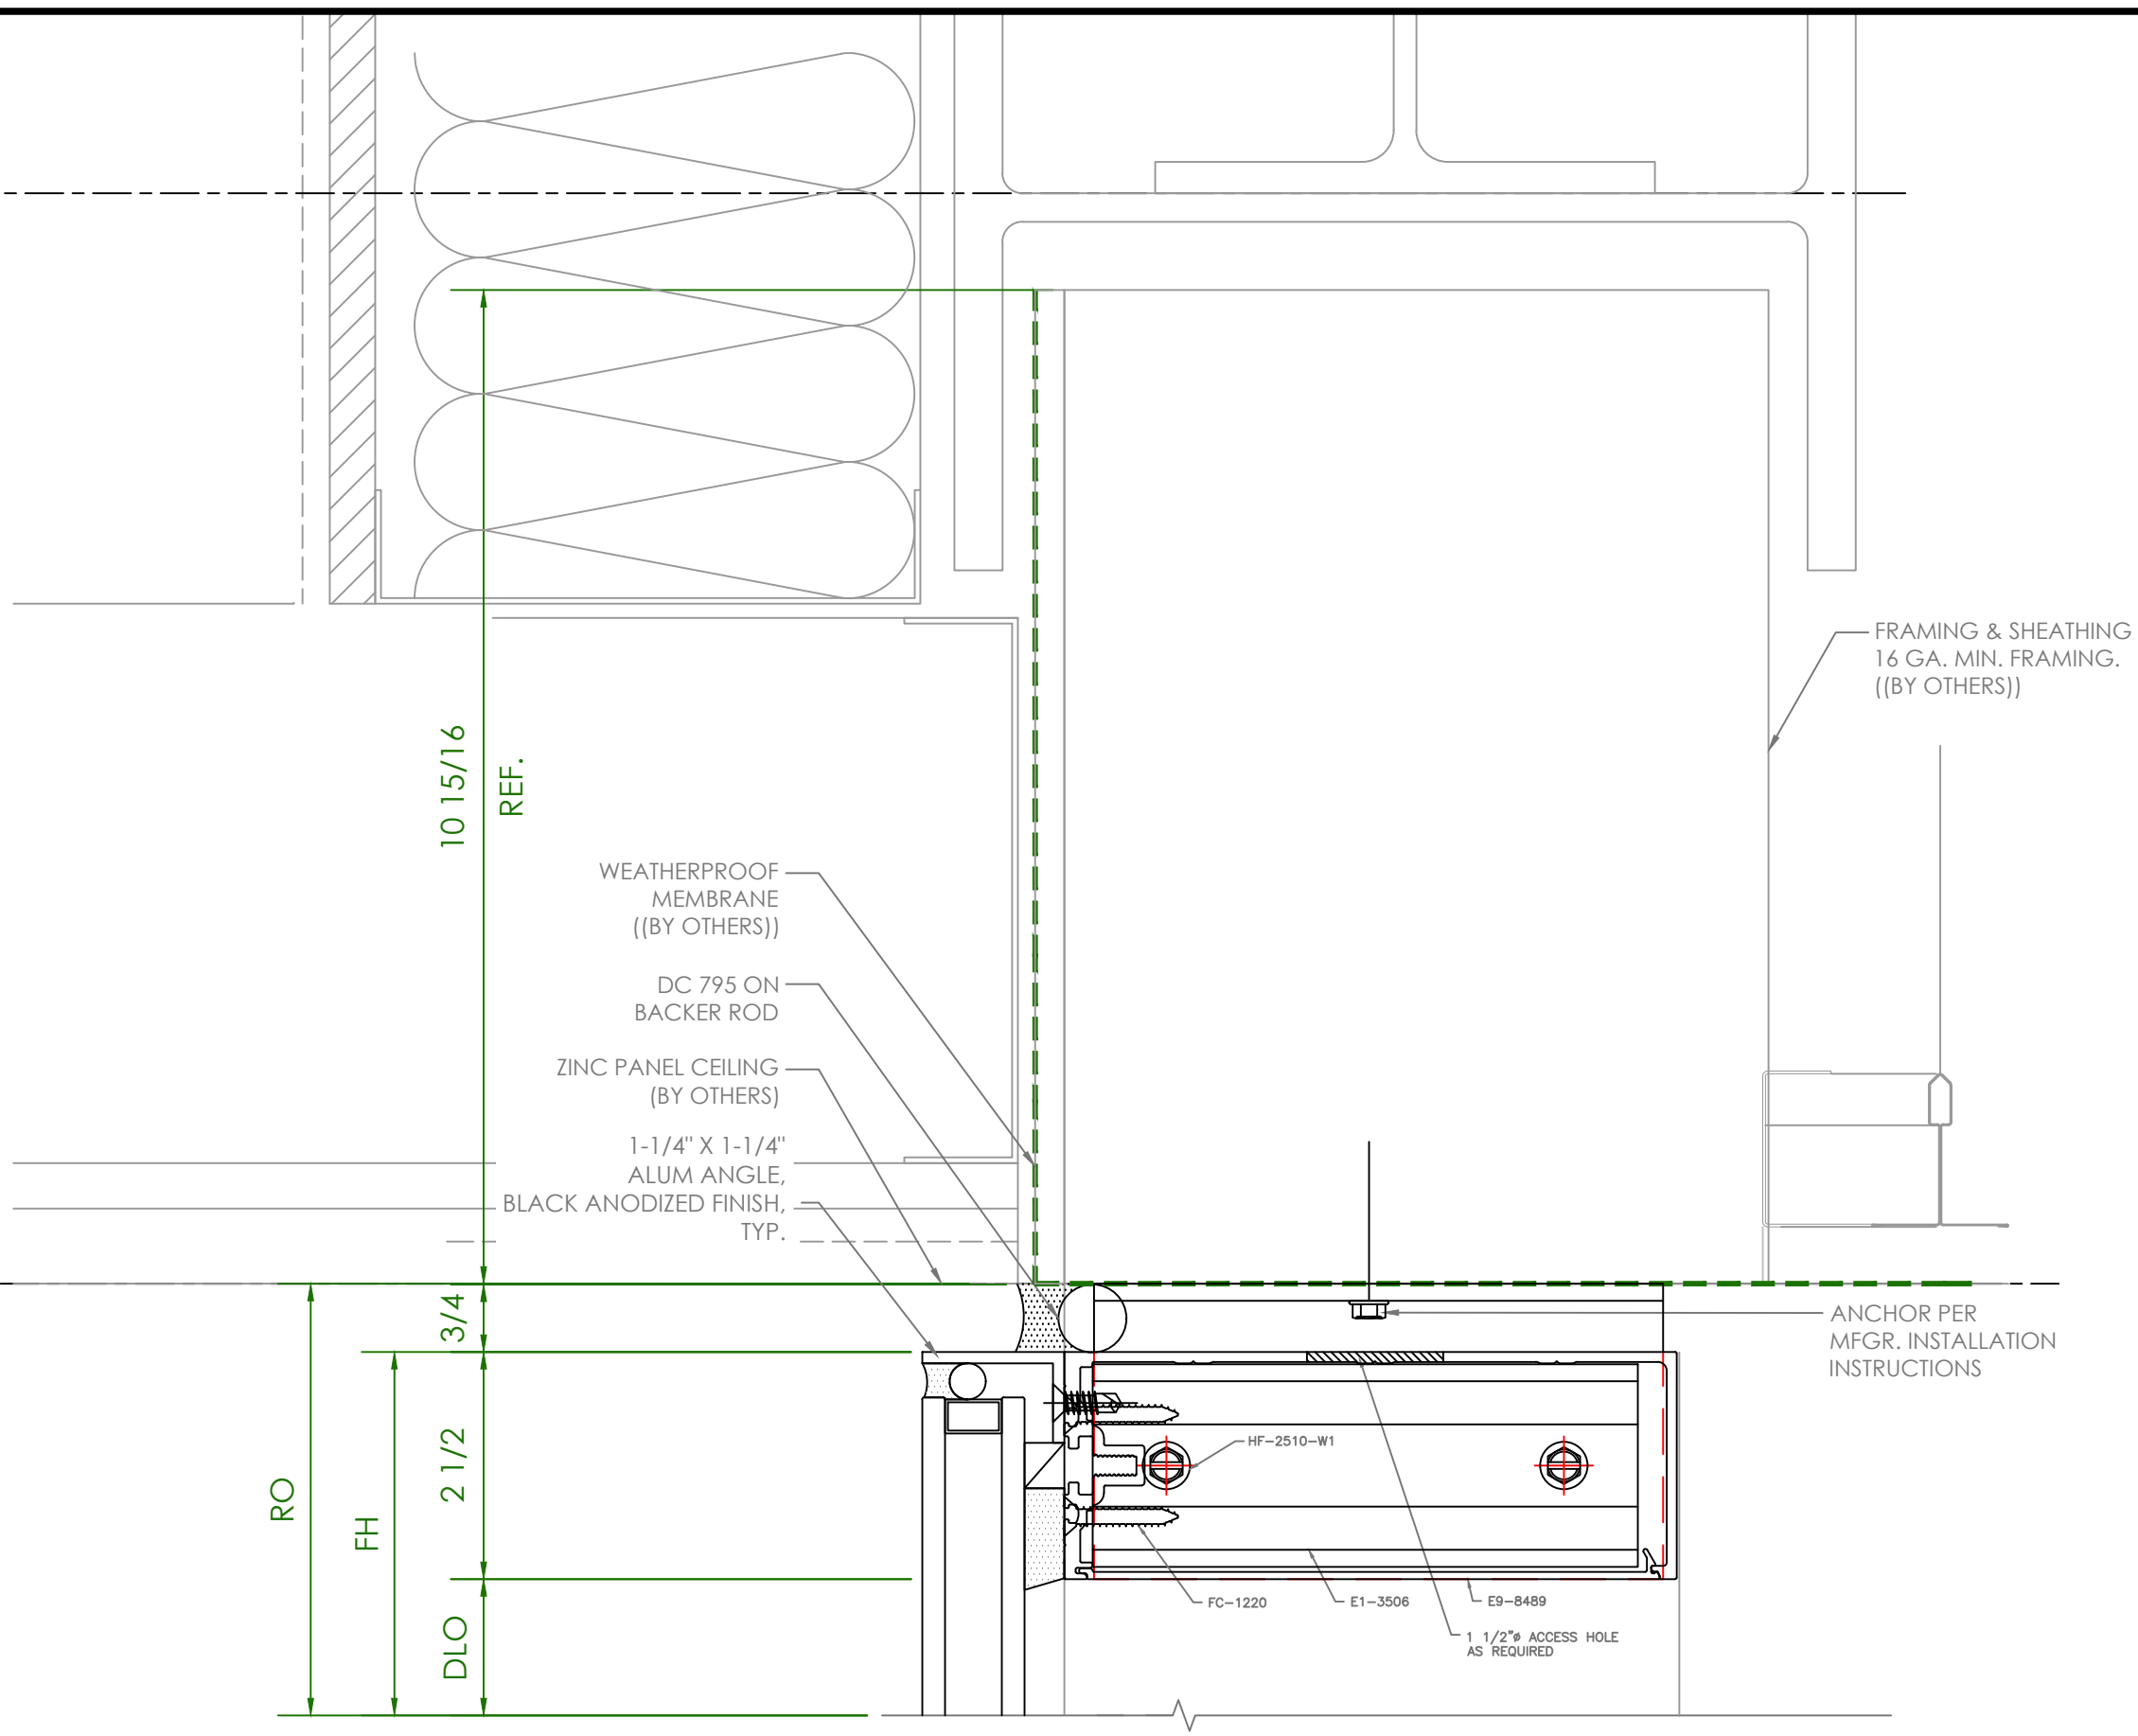 FRAMING & SHEATHING
16 GA. MIN. FRAMING.
((BY OTHERS))
10 15/16
REF.
WEATHERPROOF
MEMBRANE
((BY OTHERS))
DC 795 ON
BACKER ROD
ZINC PANEL CEILING
(BY OTHERS)
1-1/4" X 1-1/4"
ALUM ANGLE,
BLACK ANODIZED FINISH,
TYP.
3/4
ANCHOR PER
MFGR. INSTALLATION
INSTRUCTIONS
2 1/2
HF-2510-W1
RO
FH
DLO
FC-1220
E1-3506
E9-8489
1 1/2"ø ACCESS HOLE
AS REQUIRED